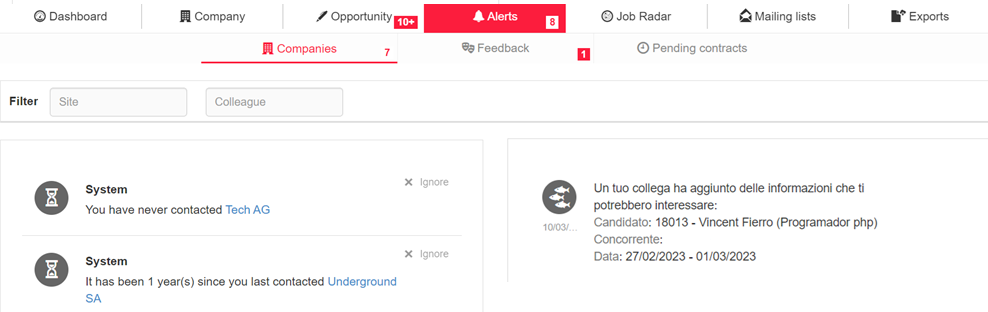 Dashboard
Company
Opportunity 10+
Alerts 8
Job Radar
Mailing lists
Exports
Companies 7
Feedback 1
Pending contracts
Filter
Site
Colleague
System
Ignore
You have never contacted Tech AG
System
Ignore
It has been 1 year(s) since you last contacted Underground
SA
10/03/...
Un tuo collega ha aggiunto delle informazioni che ti
potrebbero interessare:
Candidato: 18013 - Vincent Fierro (Programador php)
Concorrente:
Data: 27/02/2023 - 01/03/2023